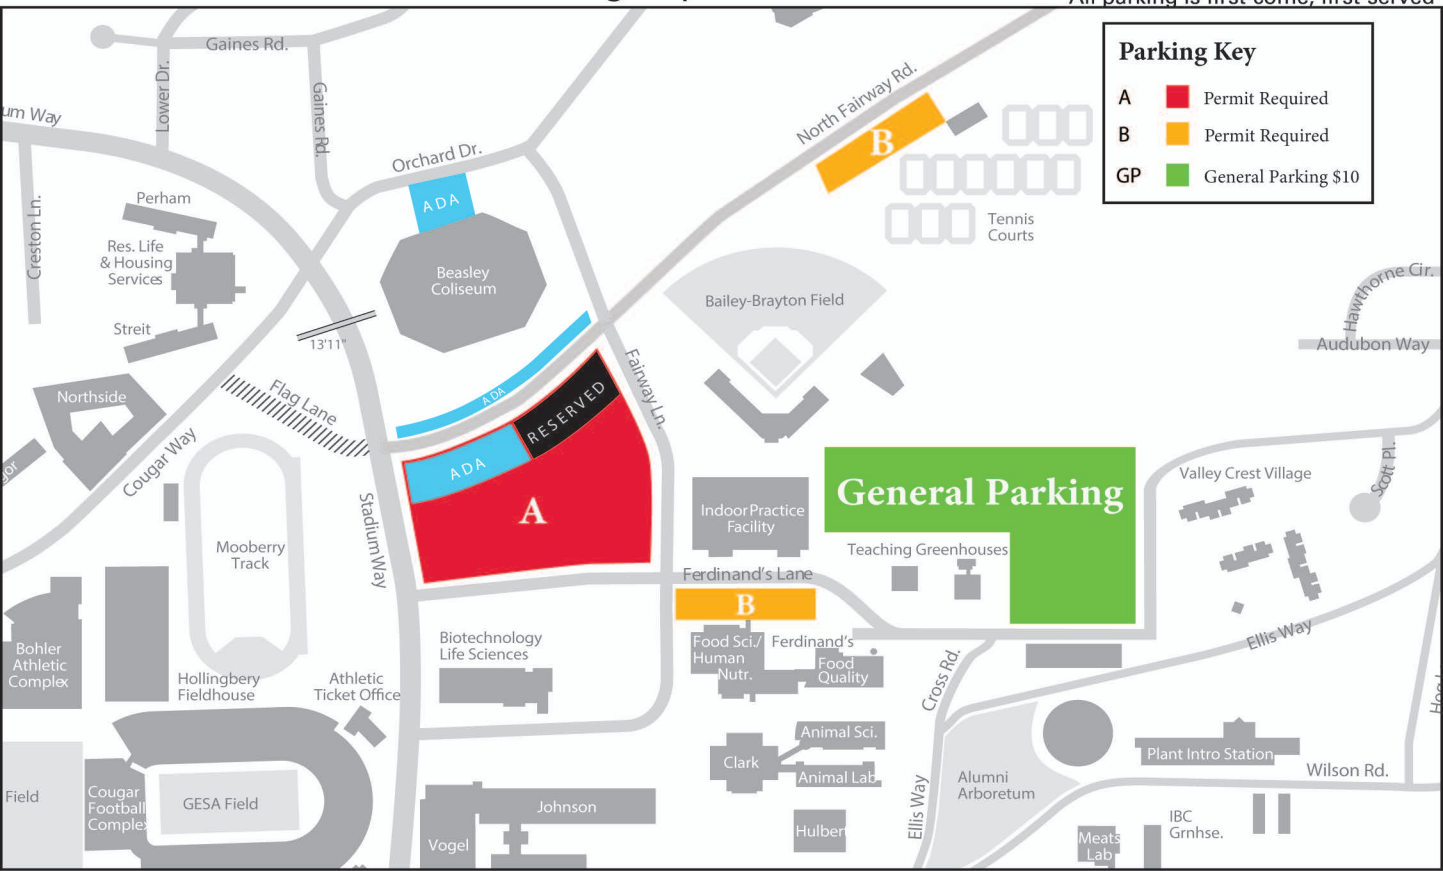 All parking is first come, first served
Parking Key
A Permit Required
B Permit Required
GP General Parking $10
Gaines Rd.
Lower Dr.
Gaines Rd.
um Way
Orchard Dr.
North Fairway Rd.
B
Creston Ln.
Perham
Res. Life
& Housing
Services
Streit
ADA
Beasley
Coliseum
Tennis
Courts
Bailey-Brayton Field
Hawthorne Cir.
Audubon Way
13'11"
Flag Lane
Northside
Cougar Way
ADA
RESERVED
ADA
A
Fairway Ln.
Stadium Way
Mooberry
Track
Indoor Practice
Facility
General Parking
Teaching Greenhouses
Valley Crest Village
Scott Pl.
Ferdinand's Lane
B
Ellis Way
Bohler
Athletic
Complex
Hollingbery
Fieldhouse
Athletic
Ticket Office
Biotechnology
Life Sciences
Food Sci./
Human
Nutr.
Ferdinand's
Food
Quality
Cross Rd.
Animal Sci.
Clark
Animal Lab
Plant Intro Station
Wilson Rd.
Field
Cougar
Football
Complex
GESA Field
Johnson
Vogel
Hulbert
Ellis Way
Alumni
Arboretum
IBC
Grnhse.
Meats
Lab